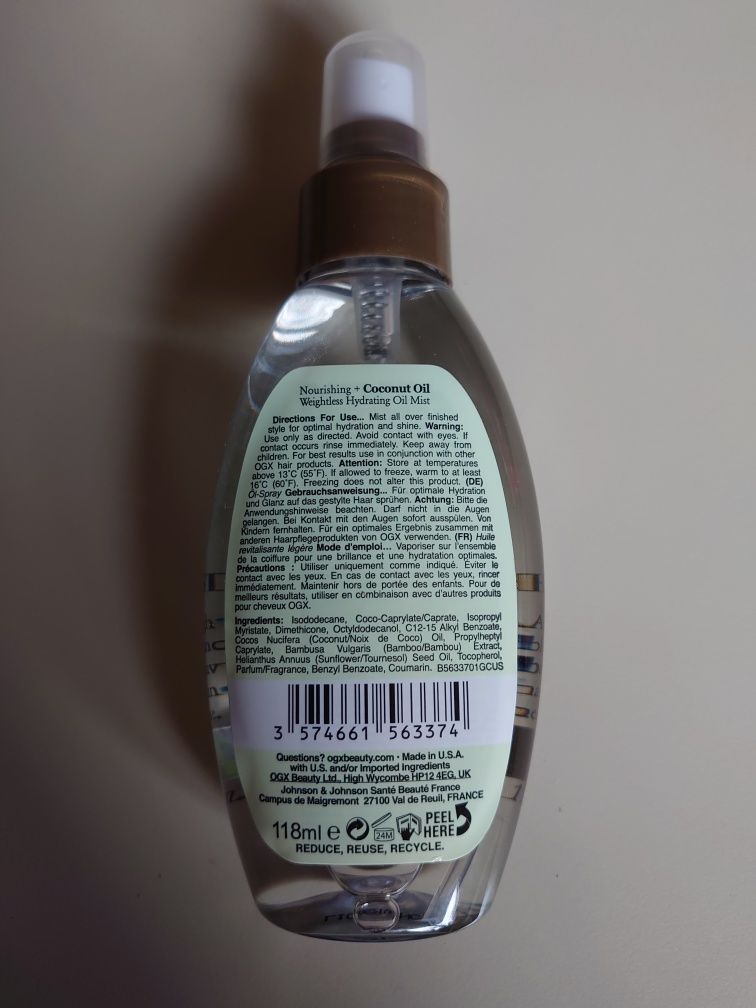 Nourishing + Coconut Oil
Weightless Hydrating Oil Mist
Directions For Use... Mist all over finished
style for optimal hydration and shine. Warning:
Use only as directed. Avoid contact with eyes. If
contact occurs rinse immediately. Keep away from
children. For best results use in conjunction with other
OGX hair products. Attention: Store at temperatures
above 13˚C (55˚F). If allowed to freeze, warm to at least
16˚C (60˚F). Freezing does not alter this product. (DE)
Öl-Spray Gebrauchsanweisung... Für optimale Hydration
und Glanz auf das gestylte Haar sprühen. Achtung: Bitte die
Anwendungshinweise beachten. Darf nicht in die Augen
gelangen. Bei Kontakt mit den Augen sofort ausspülen. Von
Kindern fernhalten. Für ein optimales Ergebnis zusammen mit
anderen Haarpflegeprodukten von OGX verwenden. (FR) Huile
revitalisante légère Mode d'emploi... Vaporiser sur l'ensemble
de la coiffure pour une brillance et une hydratation optimales.
Précautions : Utiliser uniquement comme indiqué. Éviter le
contact avec les yeux. En cas de contact avec les yeux, rincer
immédiatement. Maintenir hors de portée des enfants. Pour de
meilleurs résultats, utiliser en combinaison avec d'autres produits
pour cheveux OGX.
Ingredients: Isododecane, Coco-Caprylate/Caprate, Isopropyl
Myristate, Dimethicone, Octyldodecanol, C12-15 Alkyl Benzoate,
Cocos Nucifera (Coconut/Noix de Coco) Oil, Propylheptyl
Caprylate, Bambusa Vulgaris (Bamboo/Bambou) Extract,
Helianthus Annuus (Sunflower/Tournesol) Seed Oil, Tocopherol,
Parfum/Fragrance, Benzyl Benzoate, Coumarin. B5633701GCUS
3 574661 563374
Questions? ogxbeauty.com • Made in U.S.A.
with U.S. and/or Imported Ingredients
OGX Beauty Ltd., High Wycombe HP12 4EG, UK
Johnson & Johnson Santé Beauté France
Campus de Maigremont 27100 Val de Reuil, FRANCE
118ml e 24M PEEL
HERE
REDUCE, REUSE, RECYCLE.